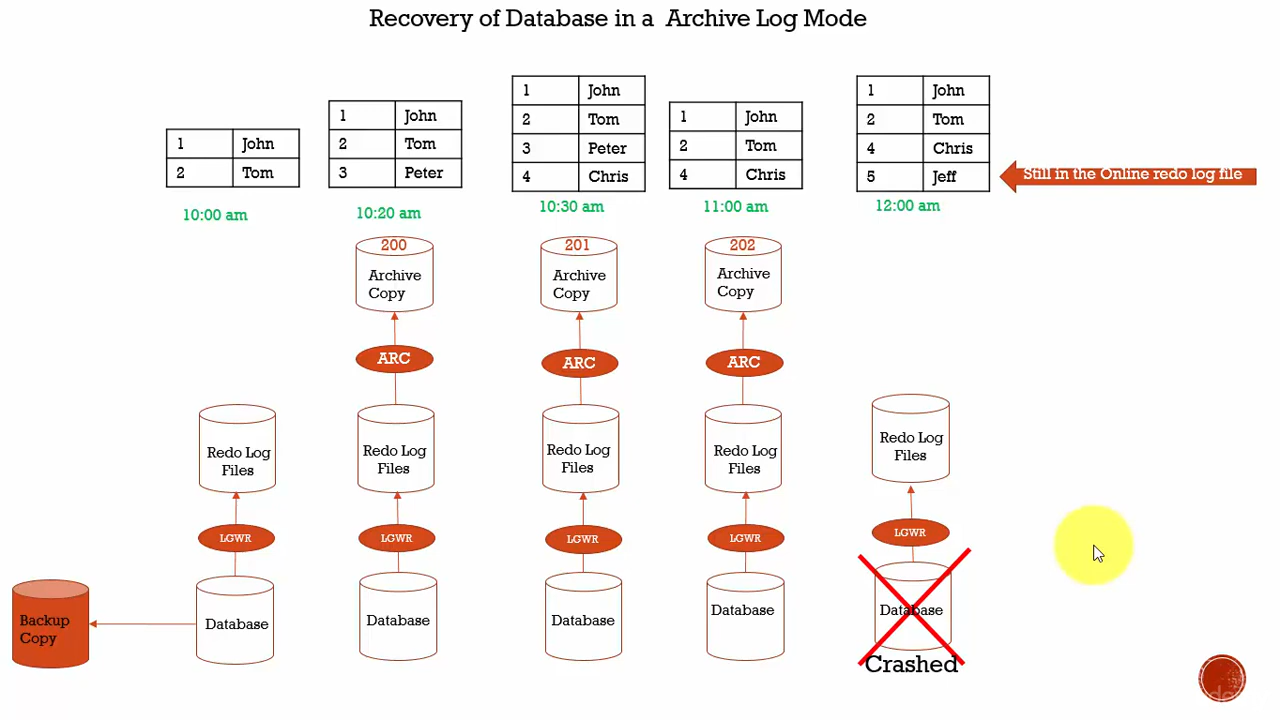 Recovery of Database in a Archive Log Mode
1 John
2 Tom
10:00 am
1 John
2 Tom
3 Peter
10:20 am
1 John
2 Tom
3 Peter
4 Chris
10:30 am
1 John
2 Tom
4 Chris
11:00 am
1 John
2 Tom
4 Chris
5 Jeff
12:00 am
Still in the Online redo log file
200
Archive
Copy
201
Archive
Copy
202
Archive
Copy
ARC
ARC
ARC
Redo Log
Files
Redo Log
Files
Redo Log
Files
Redo Log
Files
Redo Log
Files
LGWR
LGWR
LGWR
LGWR
LGWR
Backup
Copy
Database
Database
Database
Database
Database
Crashed